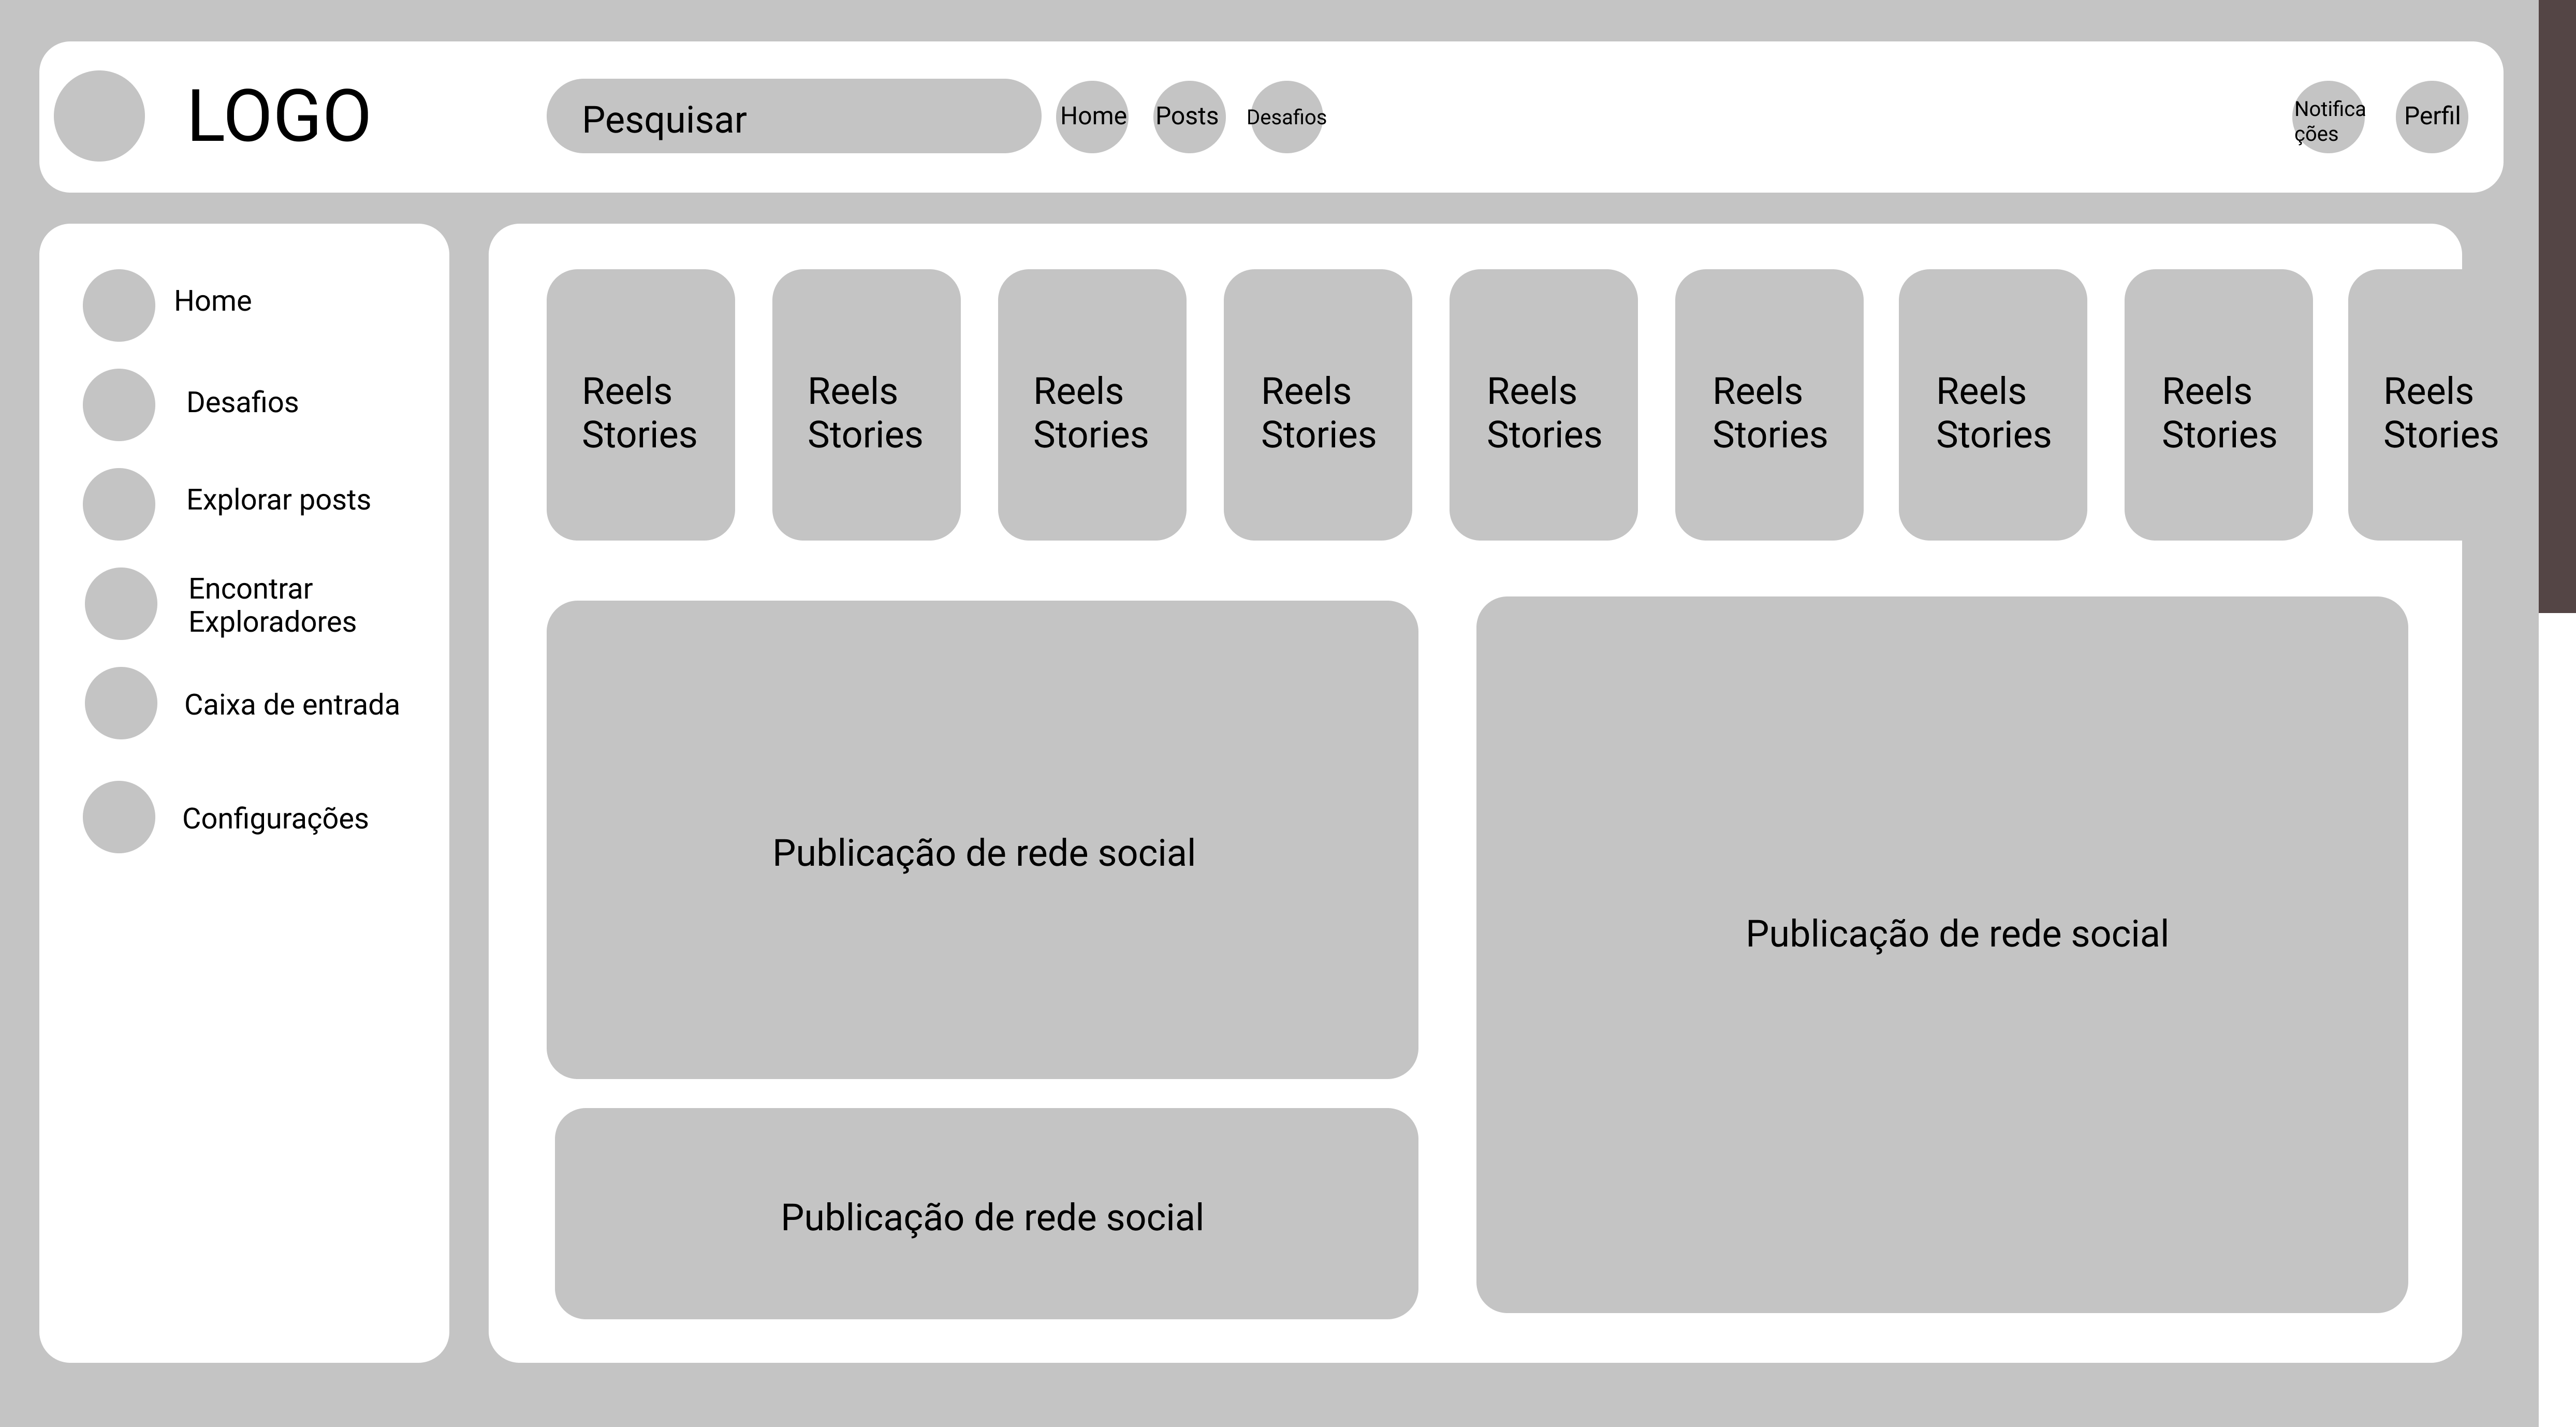 LOGO
Pesquisar
Home
Posts
Desafios
Notifica
ções
Perfil
Home
Desafios
Explorar posts
Encontrar
Exploradores
Caixa de entrada
Configurações
Reels
Stories
Reels
Stories
Reels
Stories
Reels
Stories
Reels
Stories
Reels
Stories
Reels
Stories
Reels
Stories
Reels
Stories
Publicação de rede social
Publicação de rede social
Publicação de rede social